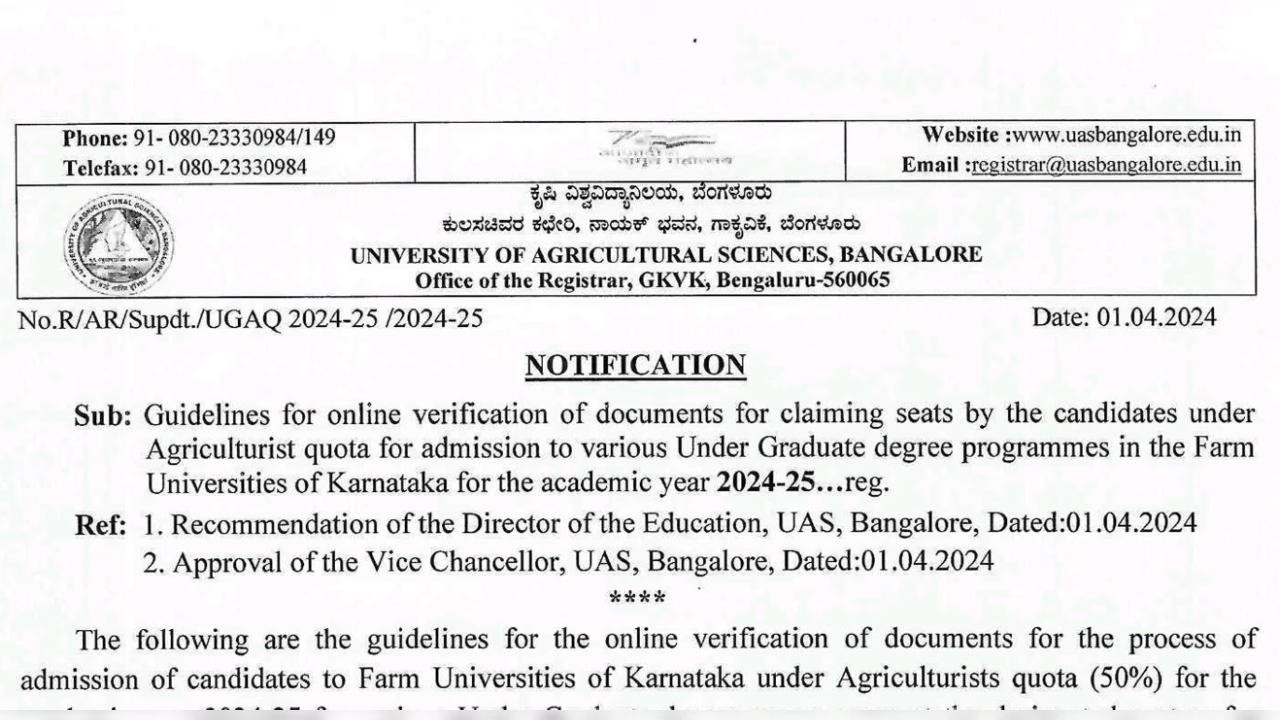 Phone: 91- 080-23330984/149
Telefax: 91- 080-23330984
Website :www.uasbangalore.edu.in
Email :registrar@uasbangalore.edu.in
ಕೃಷಿ ವಿಶ್ವವಿದ್ಯಾನಿಲಯ, ಬೆಂಗಳೂರು
ಕುಲಸಚಿವರ ಕಛೇರಿ, ನಾಯಕ್ ಭವನ, ಗಾಕೃವಿಕೆ, ಬೆಂಗಳೂರು
UNIVERSITY OF AGRICULTURAL SCIENCES, BANGALORE
Office of the Registrar, GKVK, Bengaluru-560065
UNIVERSITY OF AGRICULTURAL SCIENCES, BANGALORE
No.R/AR/Supdt./UGAQ 2024-25 /2024-25
Date: 01.04.2024
NOTIFICATION
Sub: Guidelines for online verification of documents for claiming seats by the candidates under
Agriculturist quota for admission to various Under Graduate degree programmes in the Farm
Universities of Karnataka for the academic year 2024-25...reg.
Ref: 1. Recommendation of the Director of the Education, UAS, Bangalore, Dated:01.04.2024
2. Approval of the Vice Chancellor, UAS, Bangalore, Dated:01.04.2024
****
The following are the guidelines for the online verification of documents for the process of
admission of candidates to Farm Universities of Karnataka under Agriculturists quota (50%) for the